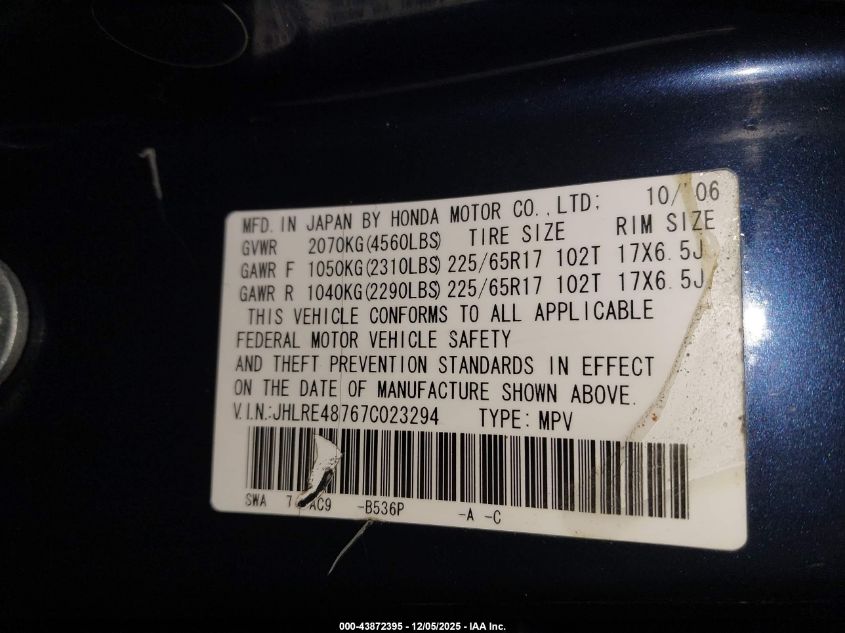 MFD. IN JAPAN BY HONDA MOTOR CO., LTD; 10/'06
GVWR 2070KG(4560LBS) TIRE SIZE RIM SIZE
GAWR F 1050KG(2310LBS) 225/65R17 102T 17X6.5J
GAWR R 1040KG(2290LBS) 225/65R17 102T 17X6.5J
THIS VEHICLE CONFORMS TO ALL APPLICABLE
FEDERAL MOTOR VEHICLE SAFETY
AND THEFT PREVENTION STANDARDS IN EFFECT
ON THE DATE OF MANUFACTURE SHOWN ABOVE.
V.I.N.:JHLRE48767C023294 TYPE: MPV
SWA -B536P -A -C
000-43872395 - 12/05/2025 - IAA Inc.